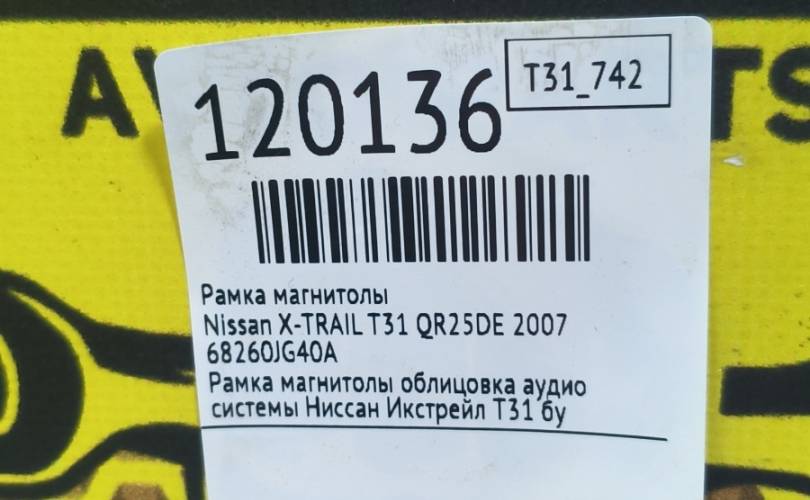 120136
T31_742
Рамка магнитолы
Nissan X-TRAIL T31 QR25DE 2007
68260JG40A
Рамка магнитолы облицовка аудио
системы Ниссан Икстрейл Т31 бу